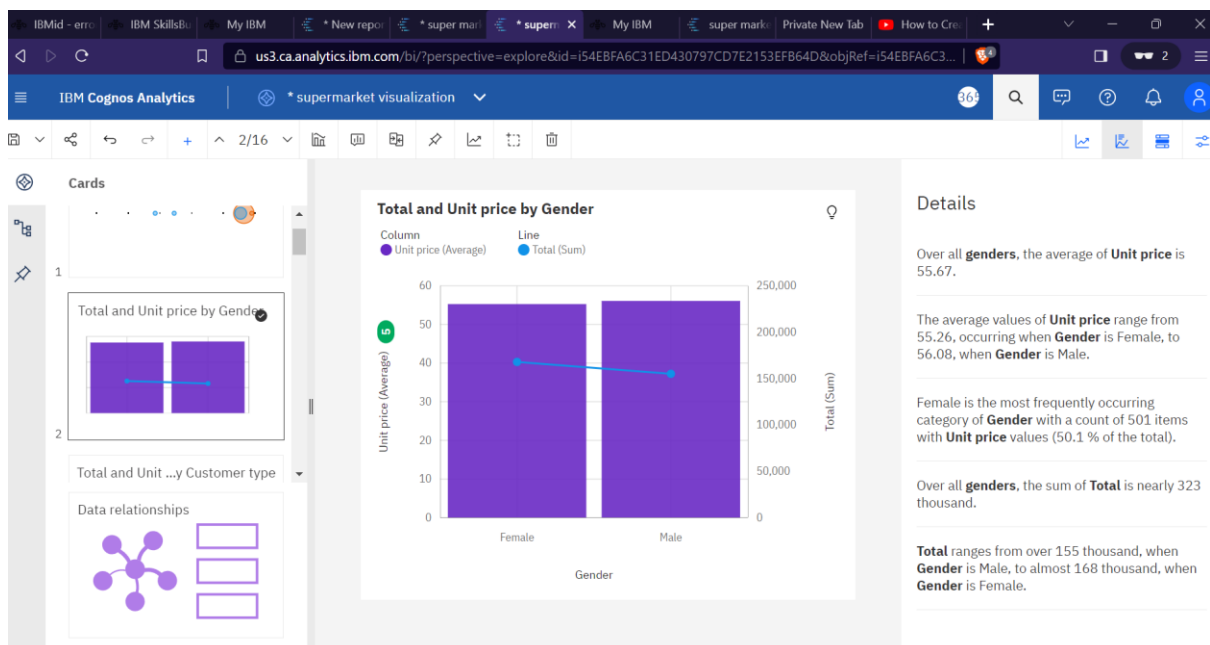 IBMid - erro
IBM SkillsBu
My IBM
* New repor
* super mar
* superm
My IBM
super marke
Private New Tab
How to Crea
us3.ca.analytics.ibm.com/bi/?perspective=explore&id=i54EBFA6C31ED430797CD7E2153EFB64D&objRef=i54EBFA6C3...
2
IBM Cognos Analytics
* supermarket visualization
365
2/16
Cards
1
Total and Unit price by Gender
2
Total and Unit ...y Customer type
Data relationships
Total and Unit price by Gender
Column
Line
Unit price (Average)
Total (Sum)
60
50
40
30
20
10
0
Unit price (Average)
5
250,000
200,000
150,000
100,000
50,000
0
Total (Sum)
Female
Male
Gender
Details
Over all genders, the average of Unit price is
55.67.
The average values of Unit price range from
55.26, occurring when Gender is Female, to
56.08, when Gender is Male.
Female is the most frequently occurring
category of Gender with a count of 501 items
with Unit price values (50.1 % of the total).
Over all genders, the sum of Total is nearly 323
thousand.
Total ranges from over 155 thousand, when
Gender is Male, to almost 168 thousand, when
Gender is Female.